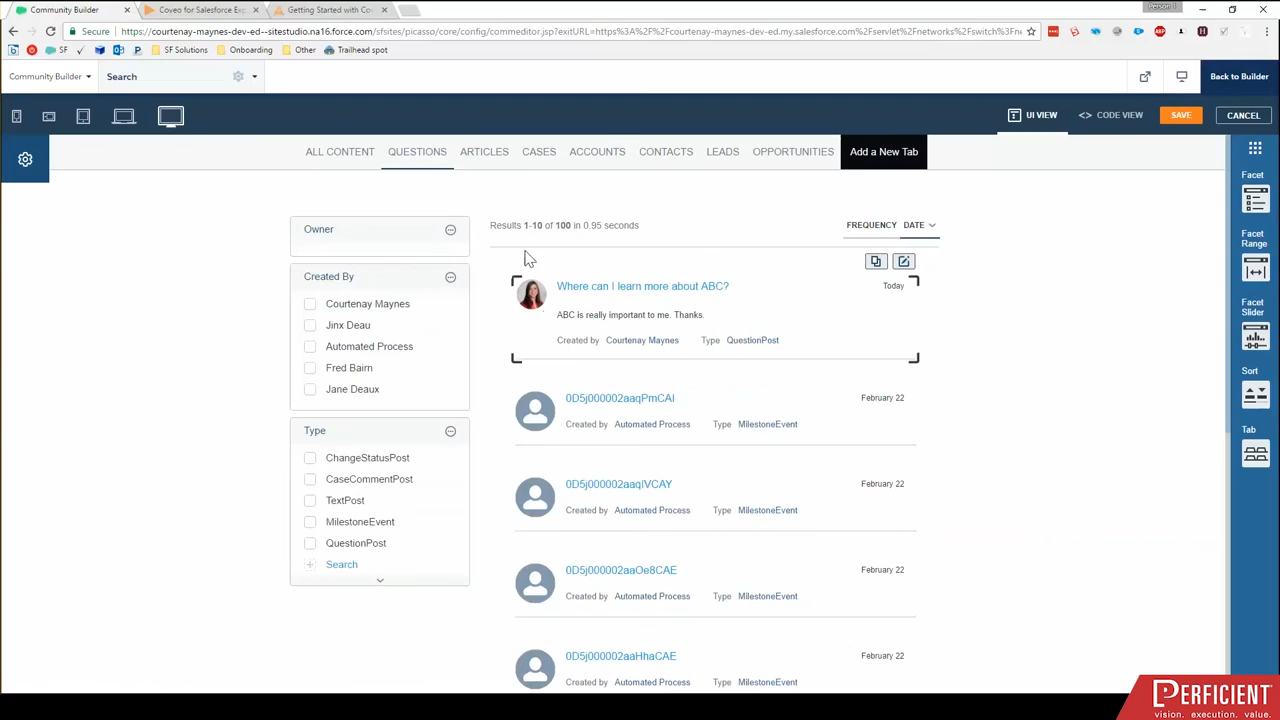 Person 1
Community Builder
Coveo for Salesforce Exp
Getting Started with Co
Secure
https://courtenay-maynes-dev-ed--sitestudio.na16.force.com/sfsites/picasso/core/config/commeditor.jsp?exitURL=https%3A%2F%2Fcourtenay-maynes-dev-ed.my.salesforce.com%2Fservlet%2Fnetworks%2Fswitch%3Fne
SF
SF Solutions
Onboarding
Other
Trailhead spot
Community Builder
Search
Back to Builder
UI VIEW
<> CODE VIEW
SAVE
CANCEL
ALL CONTENT
QUESTIONS
ARTICLES
CASES
ACCOUNTS
CONTACTS
LEADS
OPPORTUNITIES
Add a New Tab
Owner
Created By
Courtenay Maynes
Jinx Deau
Automated Process
Fred Bairn
Jane Deaux
Type
ChangeStatusPost
CaseCommentPost
TextPost
MilestoneEvent
QuestionPost
Search
Results 1-10 of 100 in 0.95 seconds
FREQUENCY
DATE
Where can I learn more about ABC?
Today
ABC is really important to me. Thanks.
Created by Courtenay Maynes Type QuestionPost
0D5j000002aaqPmCAI
February 22
Created by Automated Process Type MilestoneEvent
0D5j000002aaqIVCAY
February 22
Created by Automated Process Type MilestoneEvent
0D5j000002aaOe8CAE
February 22
Created by Automated Process Type MilestoneEvent
0D5j000002aaHhaCAE
February 22
Created by Automated Process Type MilestoneEvent
Facet
Facet
Range
Facet
Slider
Sort
Tab
PERFICIENT
vision. execution. value.